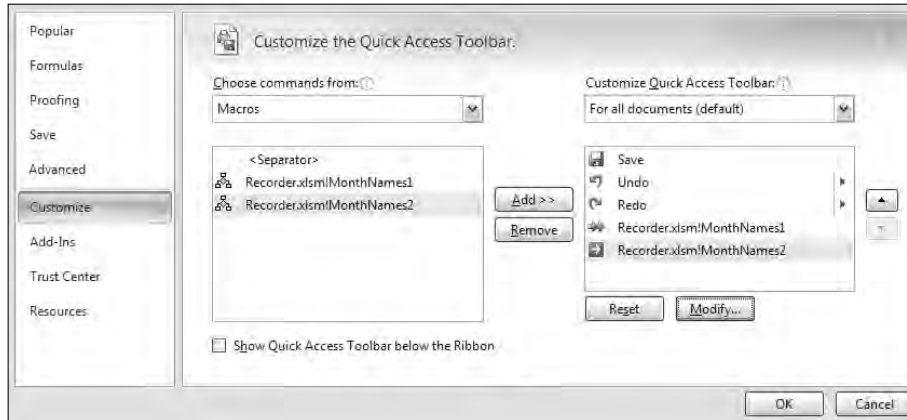 Popular
Formulas
Proofing
Save
Advanced
Customize
Add-Ins
Trust Center
Resources
Customize the Quick Access Toolbar.
Choose commands from:
Macros
<Separator>
Recorder.xlsm!MonthNames1
Recorder.xlsm!MonthNames2
Add >>
Remove
Customize Quick Access Toolbar:
For all documents (default)
Save
Undo
Redo
Recorder.xlsm!MonthNames1
Recorder.xlsm!MonthNames2
Reset
Modify...
Show Quick Access Toolbar below the Ribbon
OK
Cancel